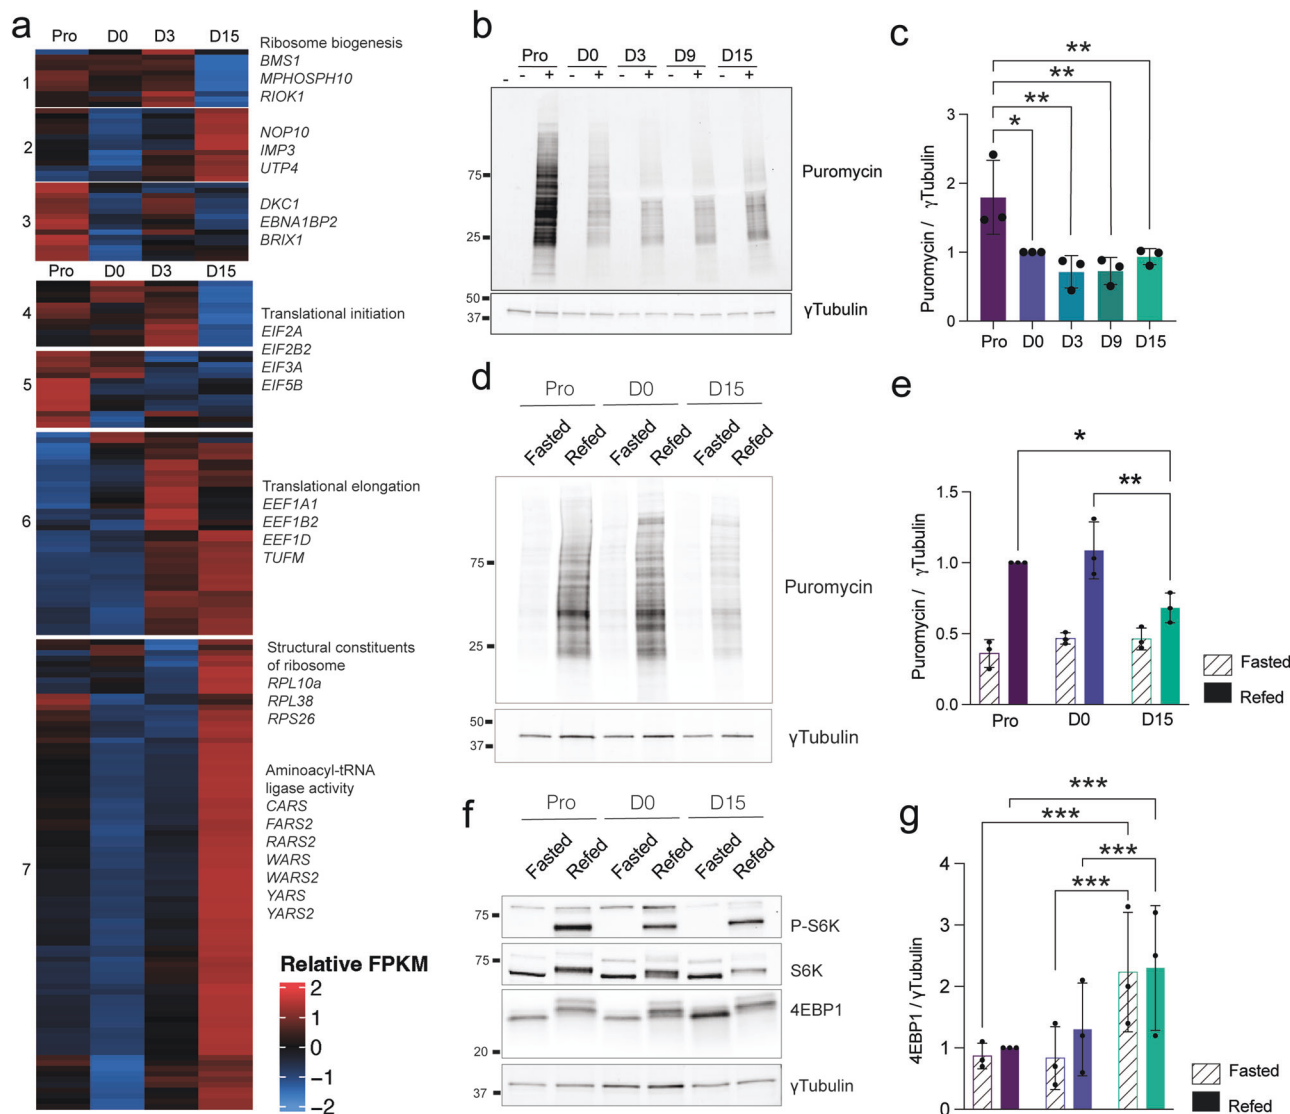 a
Pro D0 D3 D15
Ribosome biogenesis
BMS1
MPHOSPH10
RIOK1
NOP10
IMP3
UTP4
DKC1
EBNA1BP2
BRIX1
1
2
3
Pro D0 D3 D15
Translational initiation
EIF2A
EIF2B2
EIF3A
EIF5B
Translational elongation
EEF1A1
EEF1B2
EEF1D
TUFM
Structural constituents
of ribosome
RPL10a
RPL38
RPS26
Aminoacyl-tRNA
ligase activity
CARS
FARS2
RARS2
WARS
WARS2
YARS
YARS2
4
5
6
7
Relative FPKM
2
1
0
−1
−2
b
Pro D0 D3 D9 D15
- - + - + - + - + - +
75
25
Puromycin
50
37
γTubulin
c
** 
**
**
*
Puromycin / γTubulin
3
2
1
0
Pro D0 D3 D9 D15
d
Pro D0 D15
Fasted Refed Fasted Refed Fasted Refed
75
25
Puromycin
50
37
γTubulin
e
*
**
Puromycin / γTubulin
1.5
1.0
0.5
0.0
Pro D0 D15
Fasted
Refed
f
Pro D0 D15
Fasted Refed Fasted Refed Fasted Refed
75
P-S6K
75
S6K
4EBP1
20
37
γTubulin
g
***
***
***
***
4EBP1 / γTubulin
4
3
2
1
0
Fasted
Refed